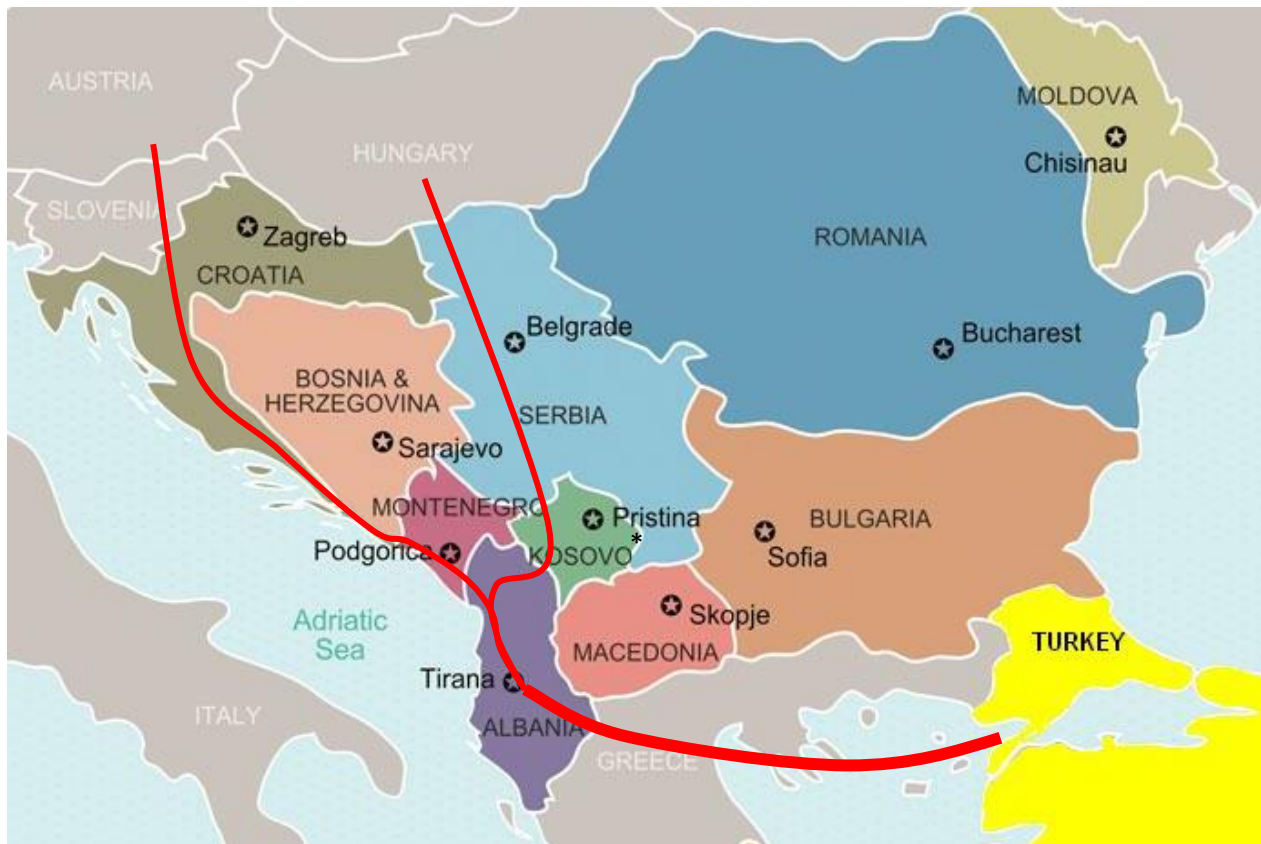 AUSTRIA
MOLDOVA
Chisinau
HUNGARY
SLOVENIA
Zagreb
ROMANIA
CROATIA
Belgrade
Bucharest
BOSNIA &
HERZEGOVINA
SERBIA
Sarajevo
MONTENEGRO
Pristina
*
BULGARIA
Podgorica
KOSOVO
Sofia
Adriatic
Sea
Skopje
MACEDONIA
TURKEY
Tirana
ITALY
ALBANIA
GREECE